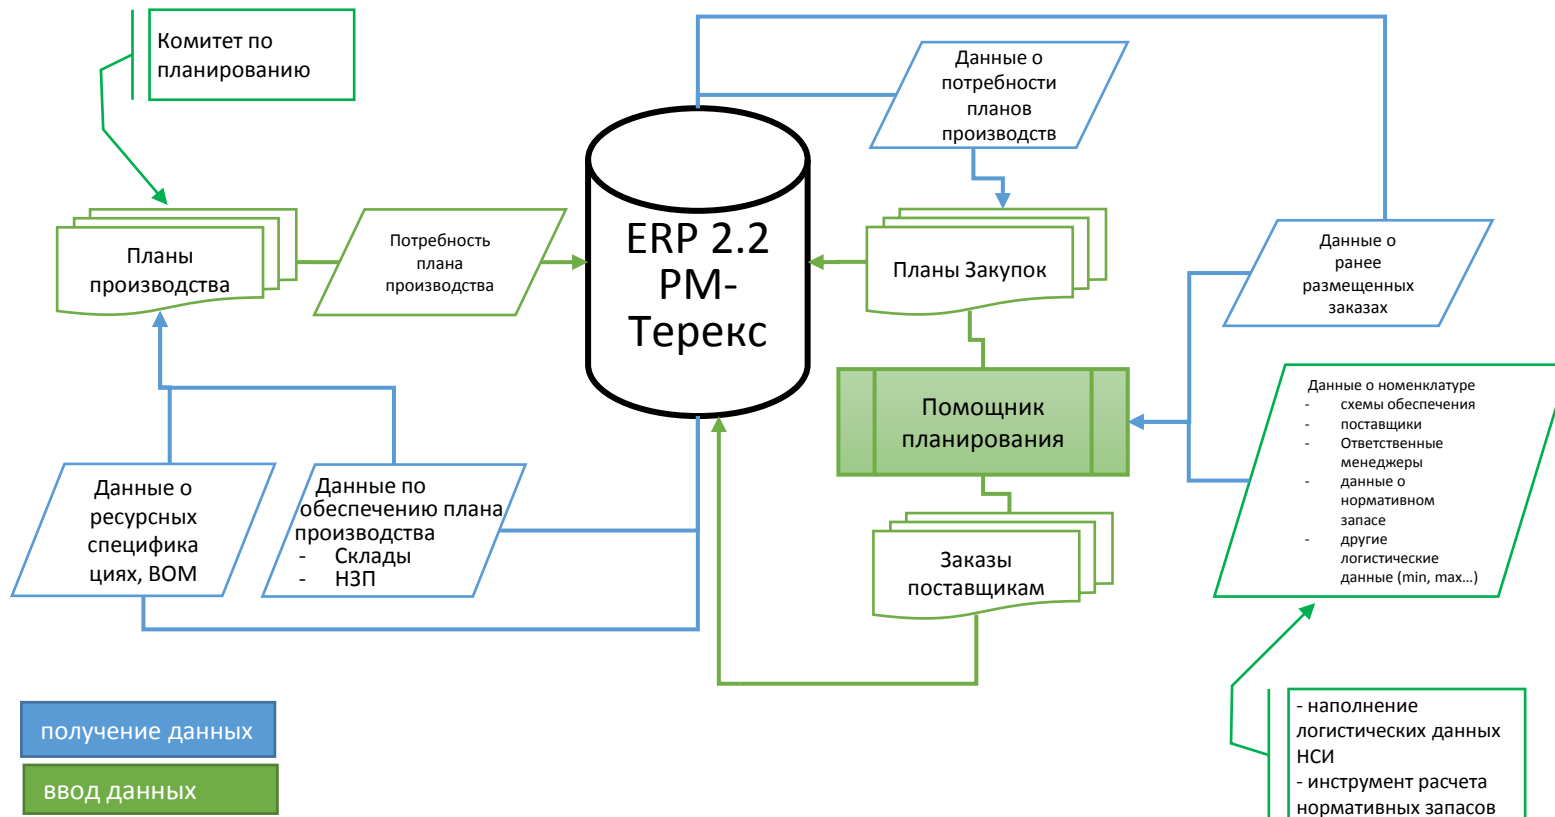 Комитет по
планированию
Данные о
потребности
планов
производств
ERP 2.2
РМ-
Терекс
Планы
производства
Потребность
плана
производства
Планы Закупок
Данные о
ранее
размещенных
заказах
Помощник
планирования
Данные о номенклатуре
- схемы обеспечения
- поставщики
- Ответственные
менеджеры
- данные о
нормативном
запасе
- другие
логистические
данные (min, max...)
Данные о
ресурсных
специфика
циях, BOM
Данные по
обеспечению плана
производства
- Склады
- НЗП
Заказы
поставщикам
получение данных
ввод данных
- наполнение
логистических данных
НСИ
- инструмент расчета
нормативных запасов